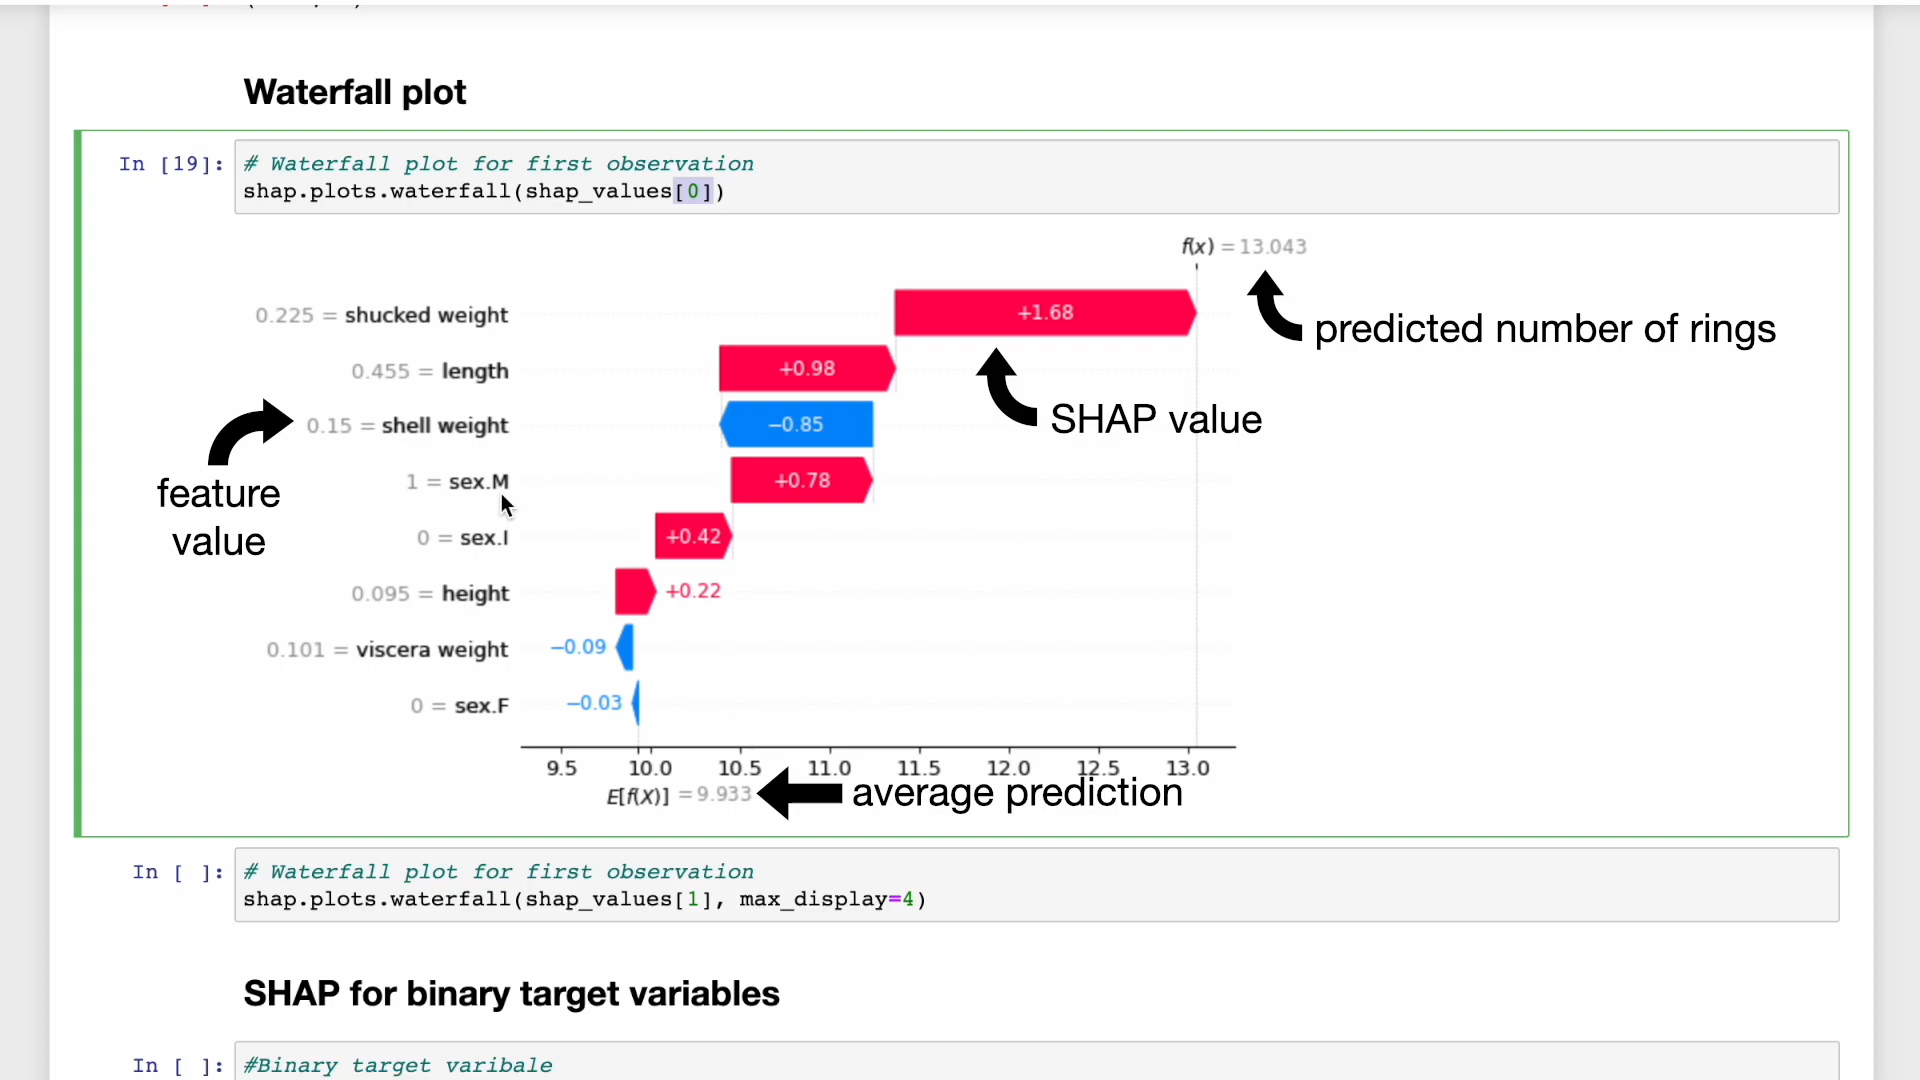 Waterfall plot
In [19]: # Waterfall plot for first observation
shap.plots.waterfall(shap_values[0])
f(x) = 13.043
predicted number of rings
0.225 = shucked weight
+1.68
0.455 = length
+0.98
SHAP value
0.15 = shell weight
−0.85
feature
value
1 = sex.M
+0.78
0 = sex.I
+0.42
0.095 = height
+0.22
0.101 = viscera weight
−0.09
0 = sex.F
−0.03
9.5 10.0 10.5 11.0 11.5 12.0 12.5 13.0
E[f(X)] = 9.933
average prediction
In [ ]: # Waterfall plot for first observation
shap.plots.waterfall(shap_values[1], max_display=4)
SHAP for binary target variables
In [ ]: #Binary target varibale